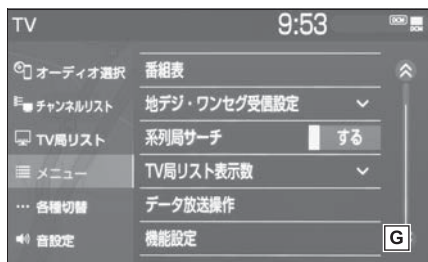 TV 9:53 DCM
DCM
オーディオ選択
チャンネルリスト
TV局リスト
メニュー
各種切替
音設定
番組表
地デジ・ワンセグ受信設定
系列局サーチ する
TV局リスト表示数
データ放送操作
機能設定
G